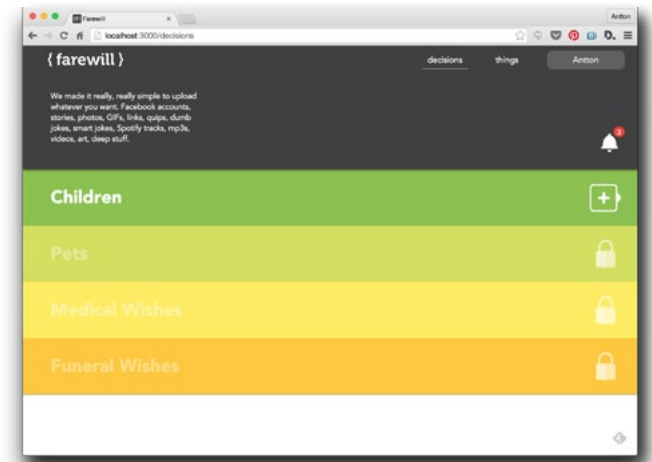 Farewill
Antton
localhost:3000/decisions
{ farewill }
decisions
things
Antton
We made it really, really simple to upload
whatever you want. Facebook accounts,
stories, photos, GIFs, links, quips, dumb
jokes, smart jokes, Spotify tracks, mp3s,
videos, art, deep stuff.
3
Children
Pets
Medical Wishes
Funeral Wishes